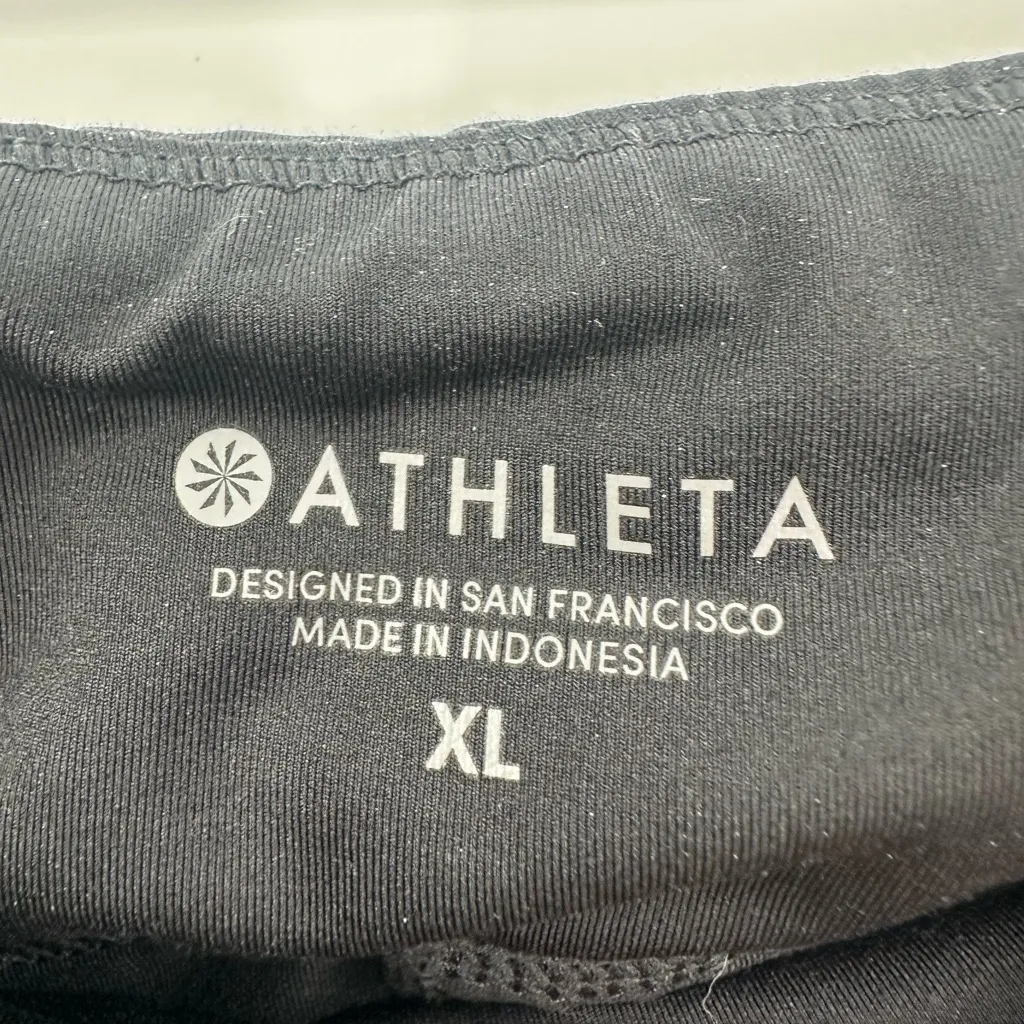 ATHLETA
DESIGNED IN SAN FRANCISCO
MADE IN INDONESIA
XL